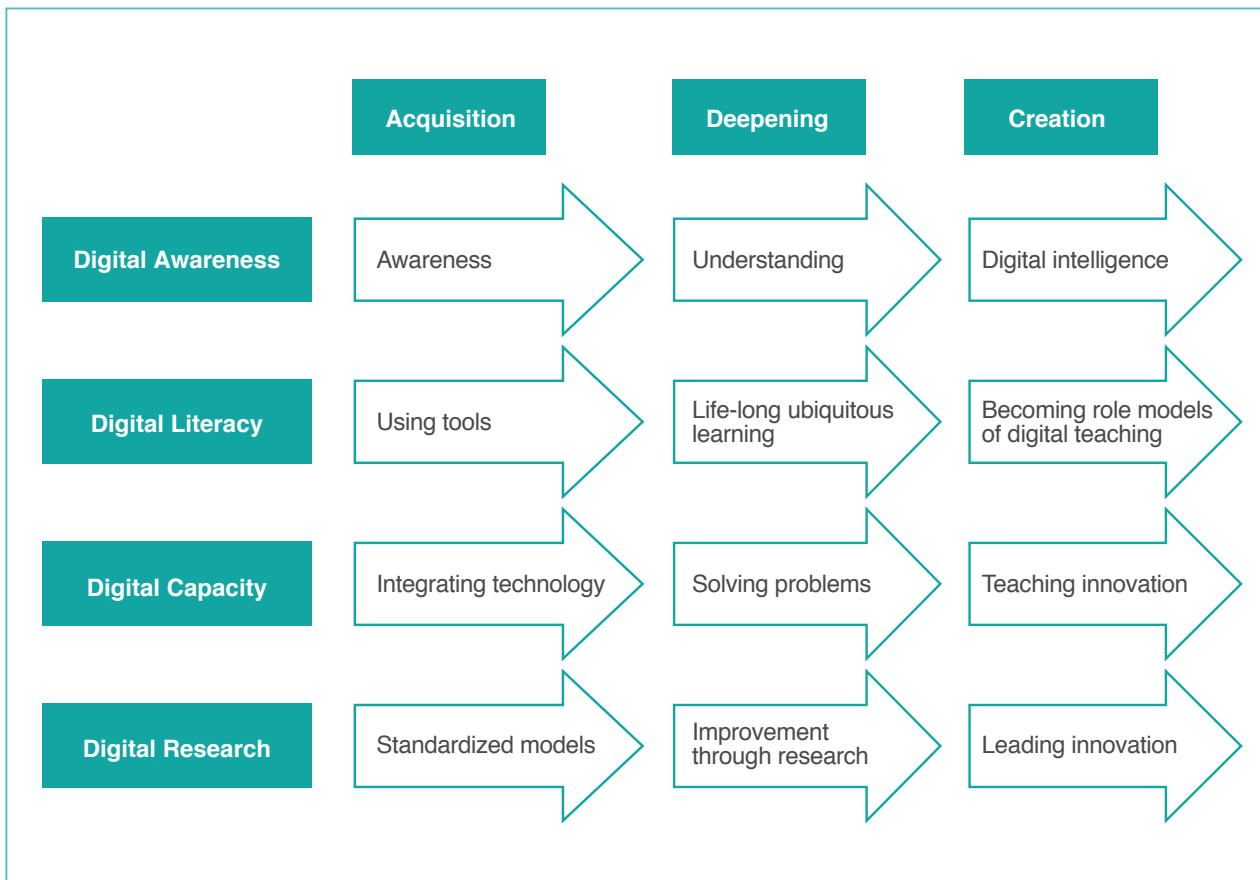 Acquisition
Deepening
Creation
Digital Awareness
Awareness
Understanding
Digital intelligence
Digital Literacy
Using tools
Life-long ubiquitous
learning
Becoming role models
of digital teaching
Digital Capacity
Integrating technology
Solving problems
Teaching innovation
Digital Research
Standardized models
Improvement
through research
Leading innovation